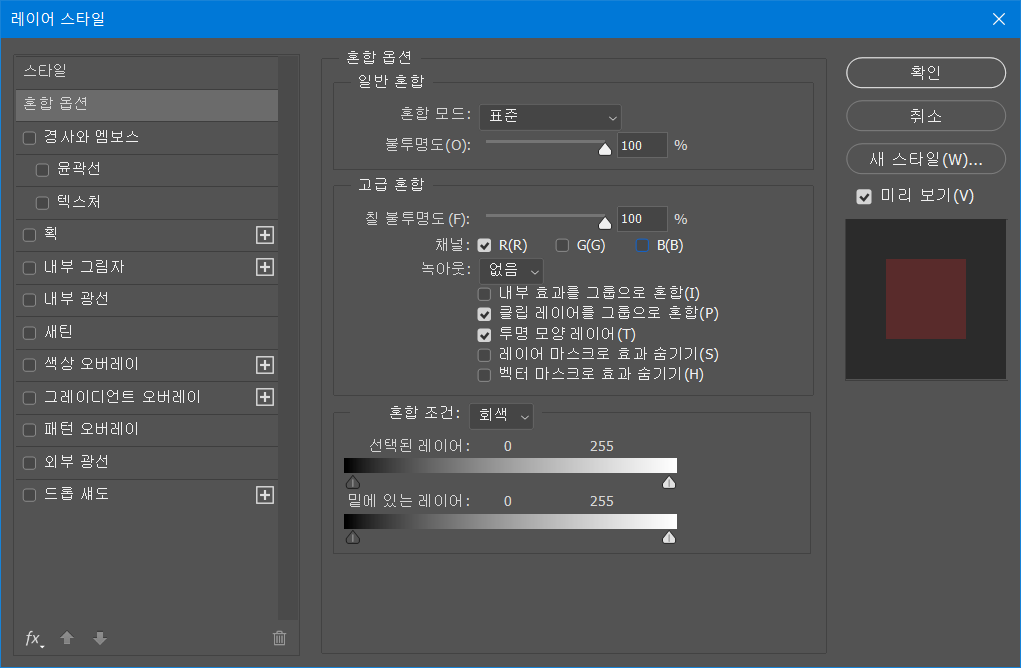 레이어 스타일
스타일
혼합 옵션
경사와 엠보스
윤곽선
텍스처
획
내부 그림자
내부 광선
새틴
색상 오버레이
그레이디언트 오버레이
패턴 오버레이
외부 광선
드롭 섀도
fx
혼합 옵션
일반 혼합
혼합 모드: 표준
불투명도(O): 100 %
고급 혼합
칠 불투명도(F): 100 %
채널: R(R) G(G) B(B)
녹아웃: 없음
내부 효과를 그룹으로 혼합(I)
클립 레이어를 그룹으로 혼합(P)
투명 모양 레이어(T)
레이어 마스크로 효과 숨기기(S)
벡터 마스크로 효과 숨기기(H)
혼합 조건: 회색
선택된 레이어: 0 255
밑에 있는 레이어: 0 255
확인
취소
새 스타일(W)...
미리 보기(V)